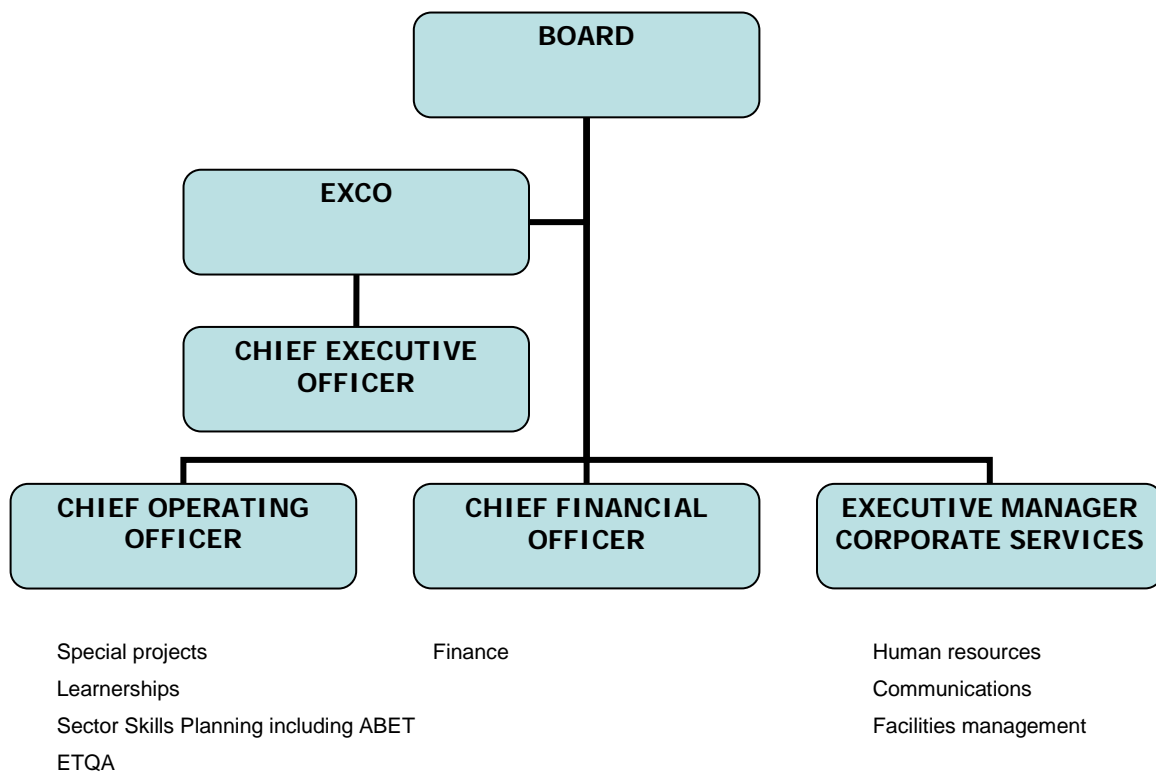 BOARD
EXCO
CHIEF EXECUTIVE
OFFICER
CHIEF OPERATING
OFFICER
CHIEF FINANCIAL
OFFICER
EXECUTIVE MANAGER
CORPORATE SERVICES
Special projects
Learnerships
Sector Skills Planning including ABET
ETQA
Finance
Human resources
Communications
Facilities management